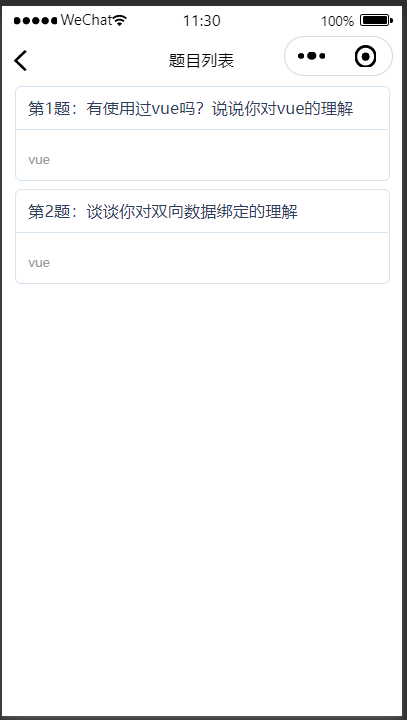 WeChat 11:30 100%
题目列表
第1题：有使用过vue吗？说说你对vue的理解
vue
第2题：谈谈你对双向数据绑定的理解
vue